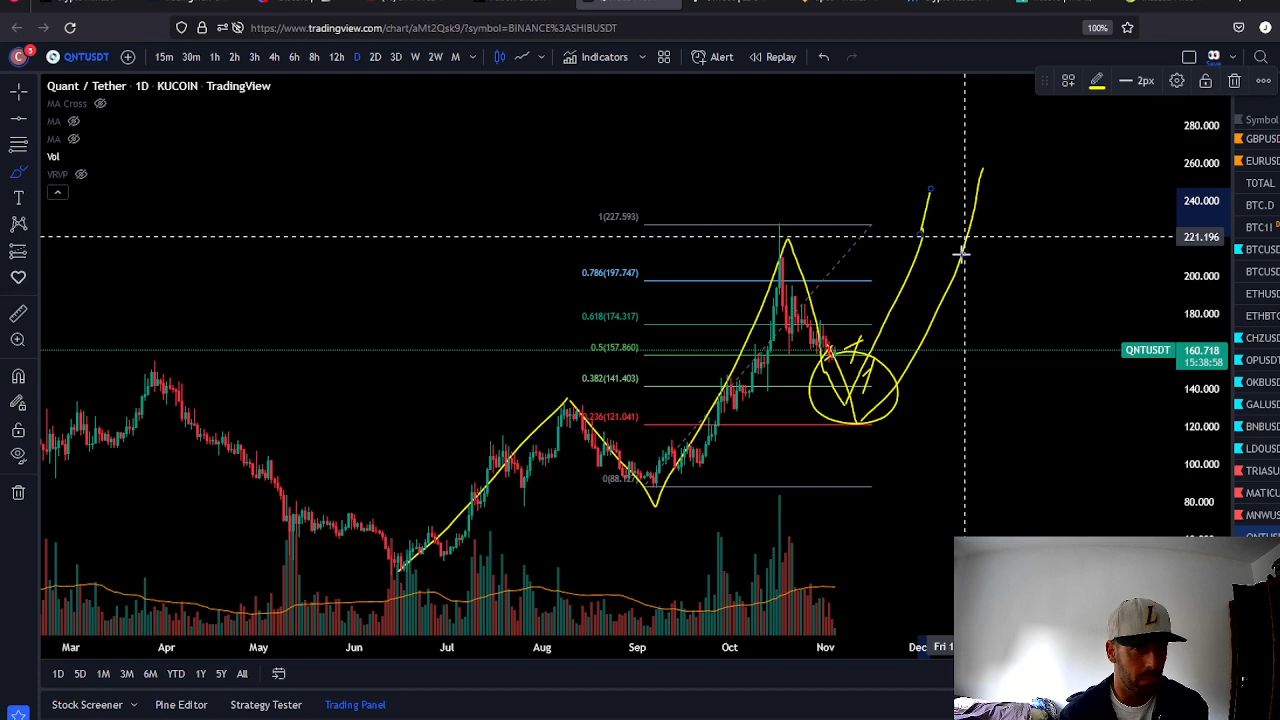 https://www.tradingview.com/chart/aMt2Qsk9/?symbol=BINANCE%3ASHIBUSDT
100%
C 5 QNTUSDT 15m 30m 1h 2h 3h 4h 6h 8h 12h D 2D 3D W 2W M Indicators Alert Replay Save
2px
Quant / Tether · 1D · KUCOIN · TradingView
MA Cross
MA
MA
Vol
VRVP
1(227.593)
0.786(197.747)
0.618(174.317)
0.5(157.860)
0.382(141.403)
0.236(121.041)
280.000
260.000
240.000
221.196
200.000
180.000
QNTUSDT 160.718
15:38:58
140.000
120.000
100.000
80.000
Symbol
GBPUSD
EURUSD
TOTAL
BTC.D
BTC1!
BTCUSD
BTCUSD
ETHUSD
ETHBTC
CHZUSD
OPUSDT
OKBUSD
GALUSD
BNBUSD
LDOUSD
TRIASUS
MATICU
MNWUS
Mar Apr May Jun Jul Aug Sep Oct Nov Dec Fri 1
1D 5D 1M 3M 6M YTD 1Y 5Y All
Stock Screener Pine Editor Strategy Tester Trading Panel
L